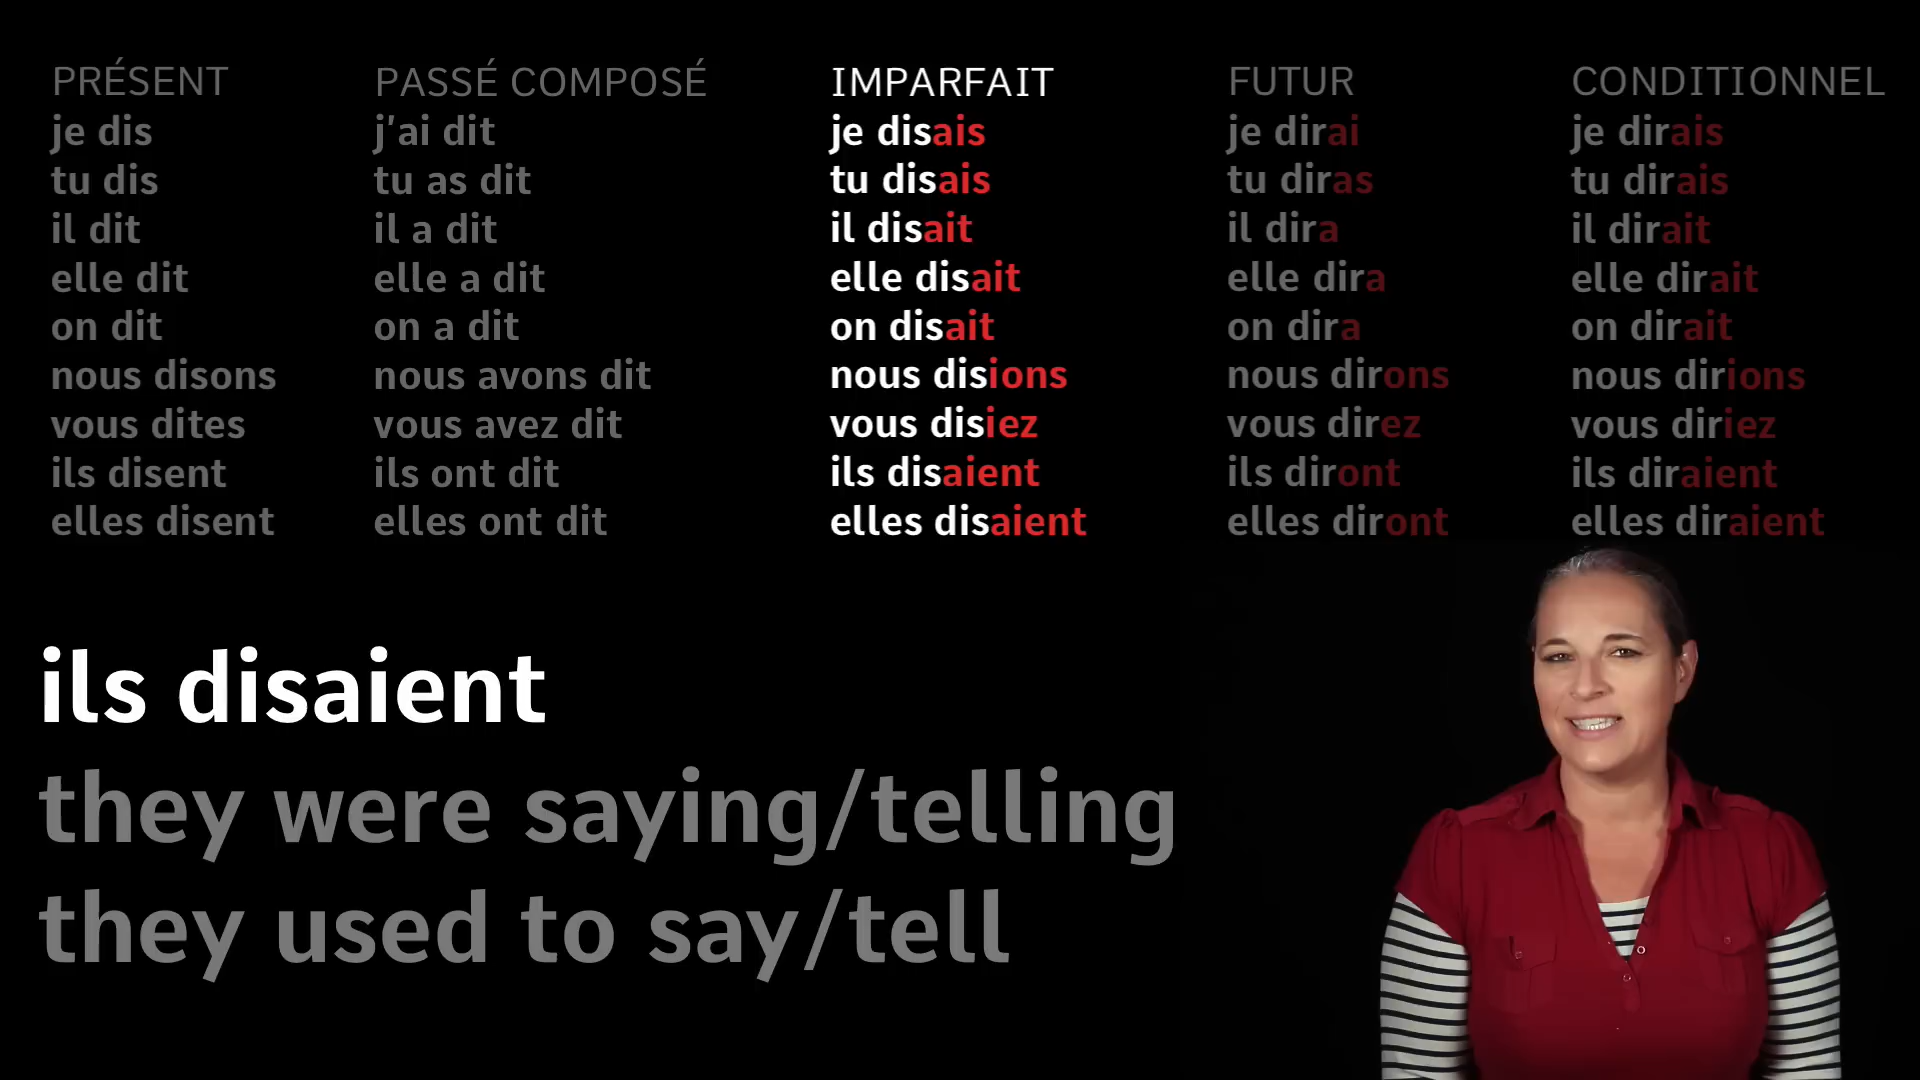 PRÉSENT
je dis
tu dis
il dit
elle dit
on dit
nous disons
vous dites
ils disent
elles disent
PASSÉ COMPOSÉ
j'ai dit
tu as dit
il a dit
elle a dit
on a dit
nous avons dit
vous avez dit
ils ont dit
elles ont dit
IMPARFAIT
je disais
tu disais
il disait
elle disait
on disait
nous disions
vous disiez
ils disaient
elles disaient
FUTUR
je dirai
tu diras
il dira
elle dira
on dira
nous dirons
vous direz
ils diront
elles diront
CONDITIONNEL
je dirais
tu dirais
il dirait
elle dirait
on dirait
nous dirions
vous diriez
ils diraient
elles diraient
ils disaient
they were saying/telling
they used to say/tell